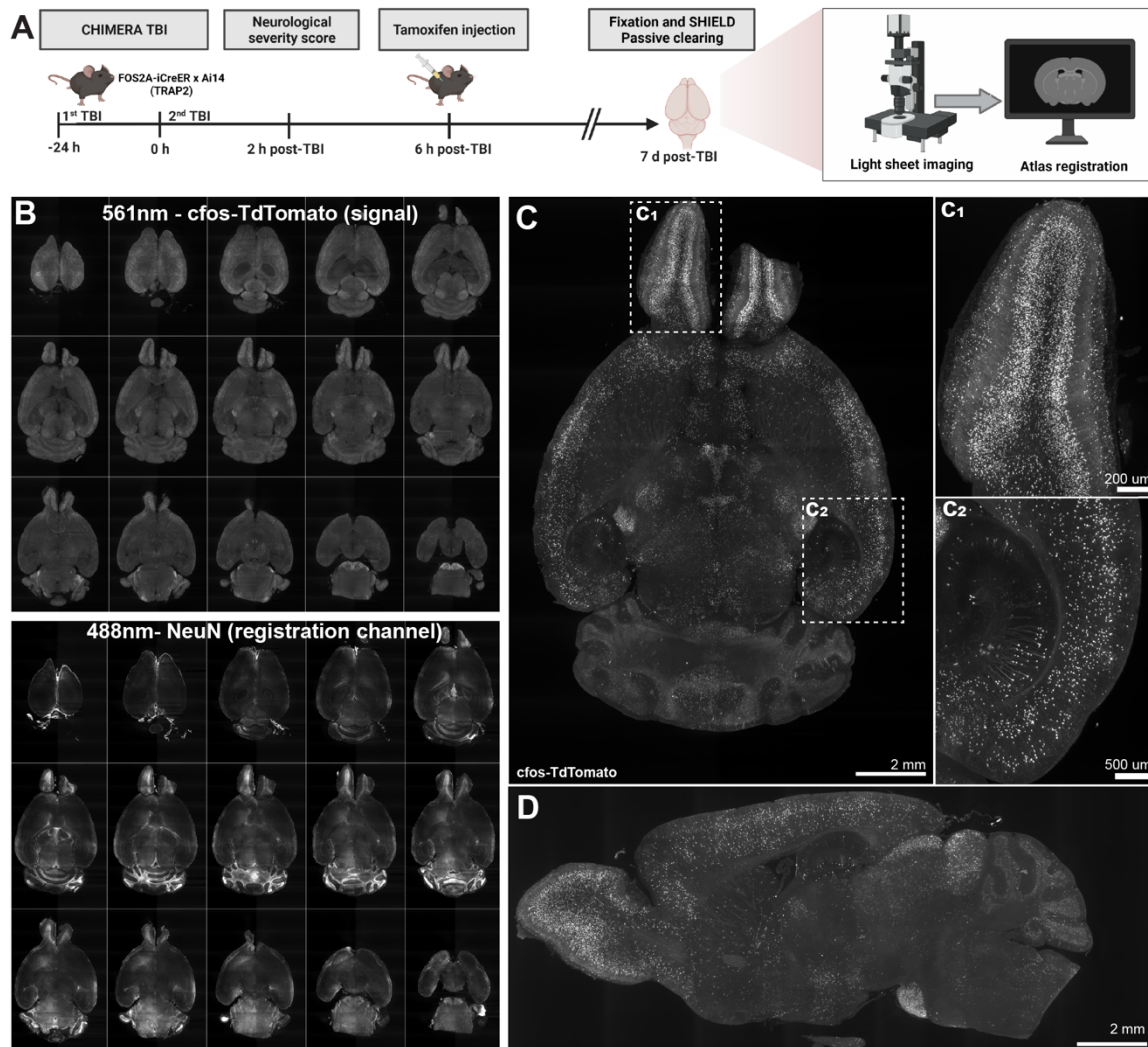 A
CHIMERA TBI
Neurological
severity score
Tamoxifen injection
Fixation and SHIELD
Passive clearing
FOS2A-iCreER x Ai14
(TRAP2)
1st TBI
2nd TBI
-24 h
0 h
2 h post-TBI
6 h post-TBI
7 d post-TBI
Light sheet imaging
Atlas registration
B
561nm - cfos-TdTomato (signal)
488nm- NeuN (registration channel)
C
C1
C2
cfos-TdTomato
2 mm
C1
200 um
C2
500 um
D
2 mm